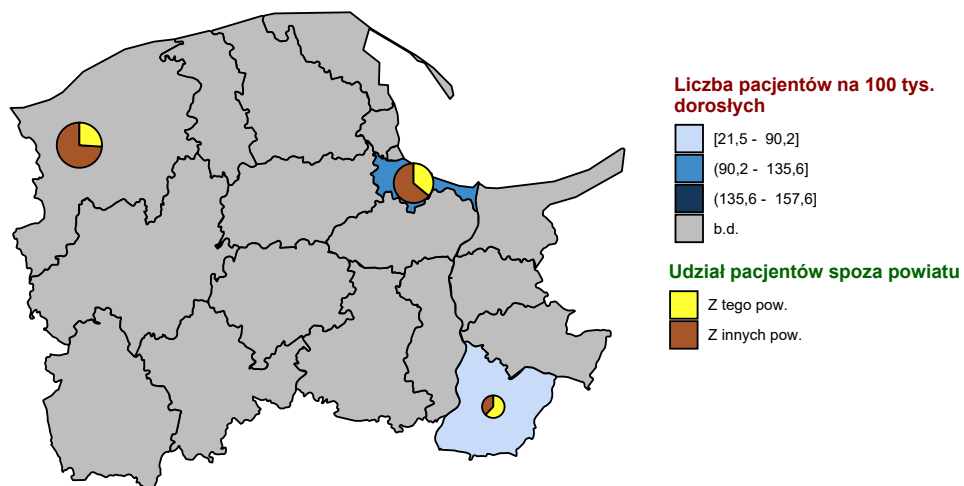 Liczba pacjentów na 100 tys.
dorosłych
[21,5 - 90,2]
(90,2 - 135,6]
(135,6 - 157,6]
b.d.
Udział pacjentów spoza powiatu
Z tego pow.
Z innych pow.